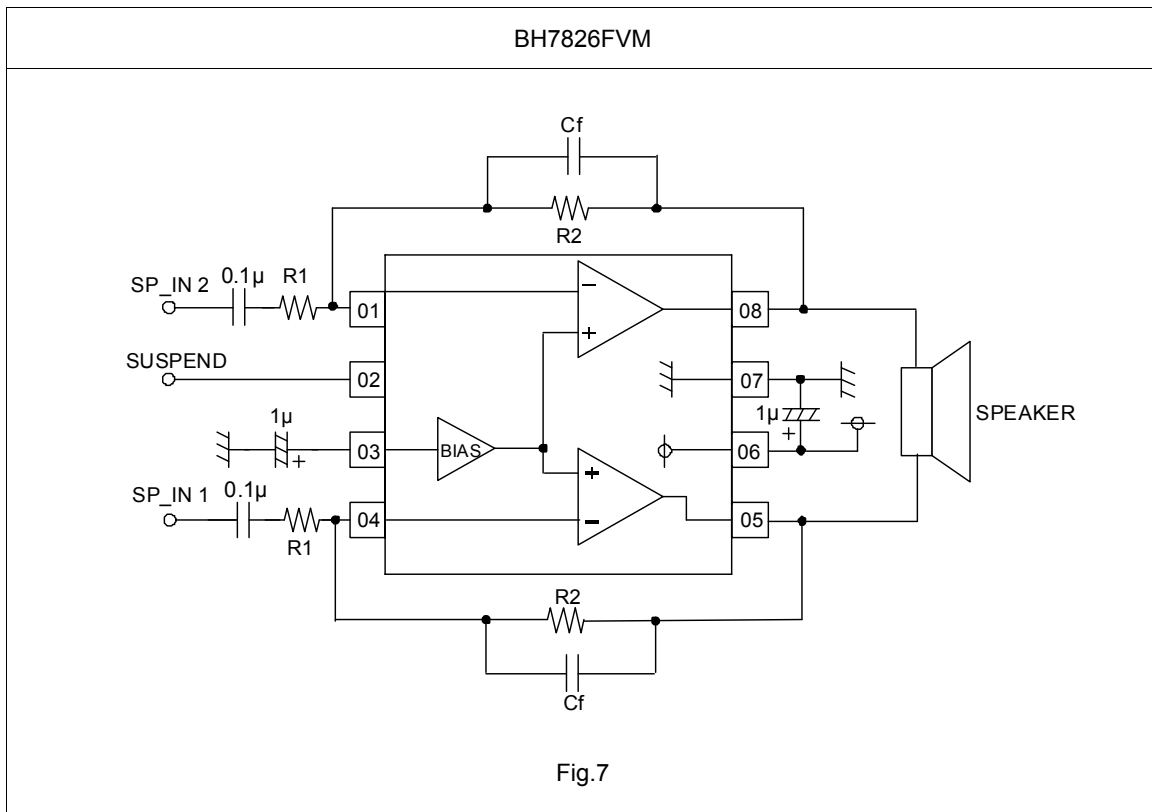 BH7826FVM
Cf
R2
SP_IN 2
0.1μ
R1
01
08
SUSPEND
02
07
1μ
SPEAKER
1μ
+
03
BIAS
06
+
SP_IN 1
0.1μ
R1
04
05
R2
Cf
−
+
+
−
Fig.7